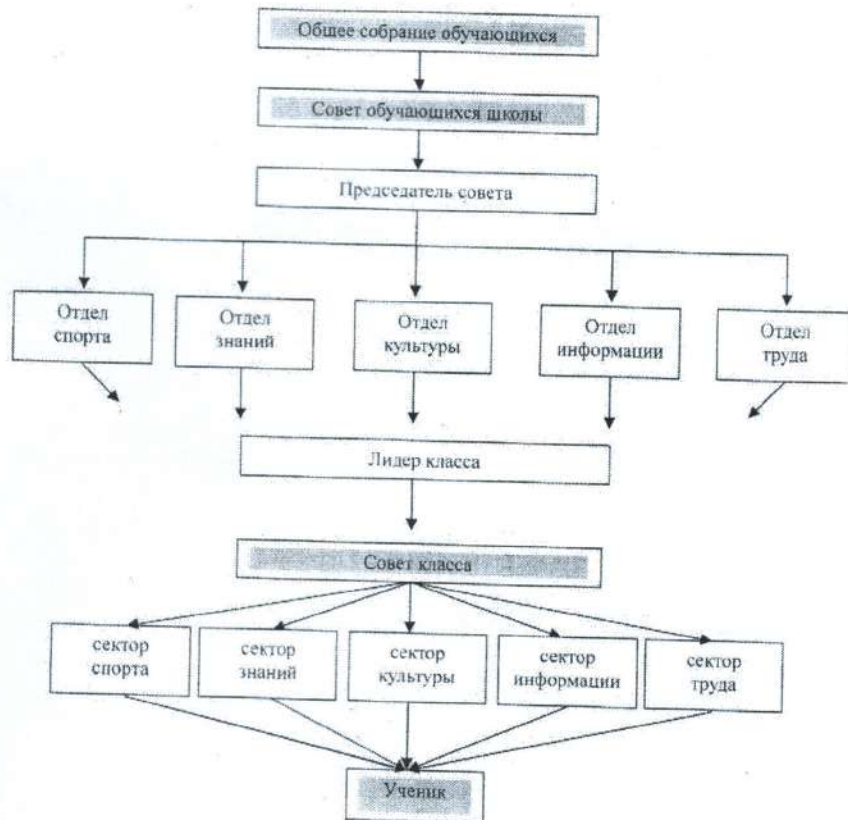 Общее собрание обучающихся
Совет обучающихся школы
Председатель совета
Отдел
спорта
Отдел
знаний
Отдел
культуры
Отдел
информации
Отдел
труда
Лидер класса
Совет класса
сектор
спорта
сектор
знаний
сектор
культуры
сектор
информации
сектор
труда
Ученик